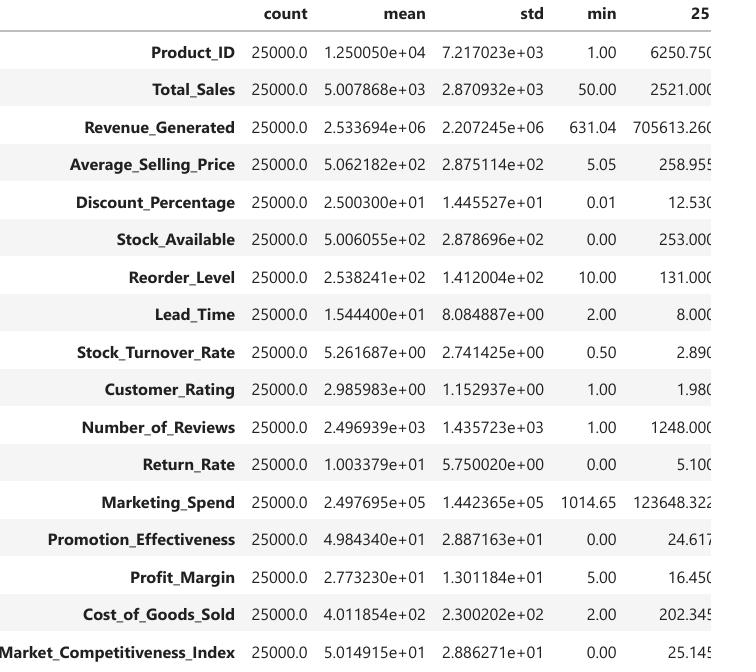 count mean std min 25
Product_ID 25000.0 1.250050e+04 7.217023e+03 1.00 6250.750
Total_Sales 25000.0 5.007868e+03 2.870932e+03 50.00 2521.000
Revenue_Generated 25000.0 2.533694e+06 2.207245e+06 631.04 705613.260
Average_Selling_Price 25000.0 5.062182e+02 2.875114e+02 5.05 258.955
Discount_Percentage 25000.0 2.500300e+01 1.445527e+01 0.01 12.530
Stock_Available 25000.0 5.006055e+02 2.878696e+02 0.00 253.000
Reorder_Level 25000.0 2.538241e+02 1.412004e+02 10.00 131.000
Lead_Time 25000.0 1.544400e+01 8.084887e+00 2.00 8.000
Stock_Turnover_Rate 25000.0 5.261687e+00 2.741425e+00 0.50 2.890
Customer_Rating 25000.0 2.985983e+00 1.152937e+00 1.00 1.980
Number_of_Reviews 25000.0 2.496939e+03 1.435723e+03 1.00 1248.000
Return_Rate 25000.0 1.003379e+01 5.750020e+00 0.00 5.100
Marketing_Spend 25000.0 2.497695e+05 1.442365e+05 1014.65 123648.322
Promotion_Effectiveness 25000.0 4.984340e+01 2.887163e+01 0.00 24.617
Profit_Margin 25000.0 2.773230e+01 1.301184e+01 5.00 16.450
Cost_of_Goods_Sold 25000.0 4.011854e+02 2.300202e+02 2.00 202.345
Market_Competitiveness_Index 25000.0 5.014915e+01 2.886271e+01 0.00 25.145